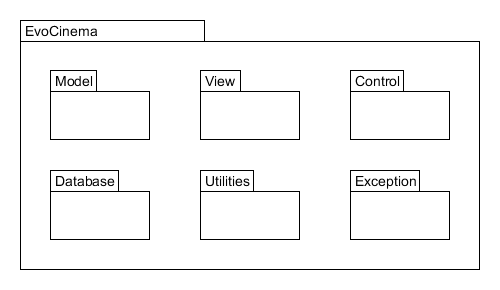 EvoCinema
Model
View
Control
Database
Utilities
Exception